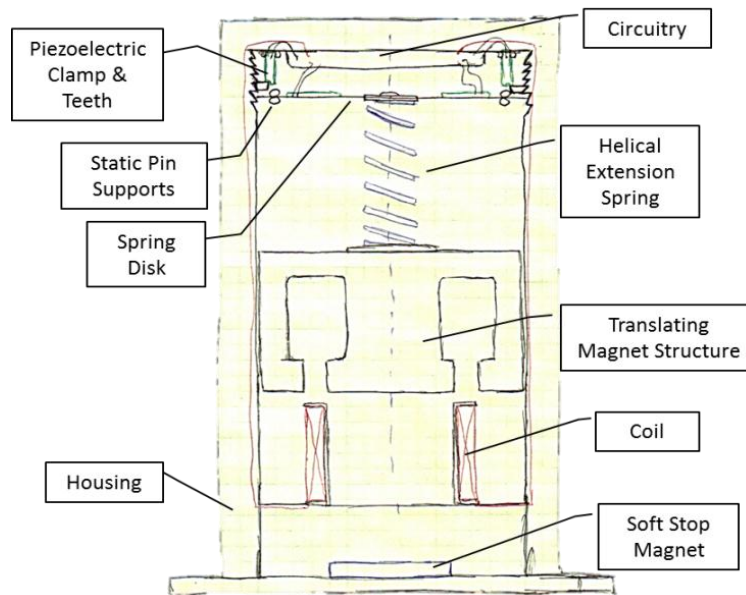 Circuitry
Piezoelectric
Clamp &
Teeth
Static Pin
Supports
Helical
Extension
Spring
Spring
Disk
Translating
Magnet Structure
Coil
Housing
Soft Stop
Magnet